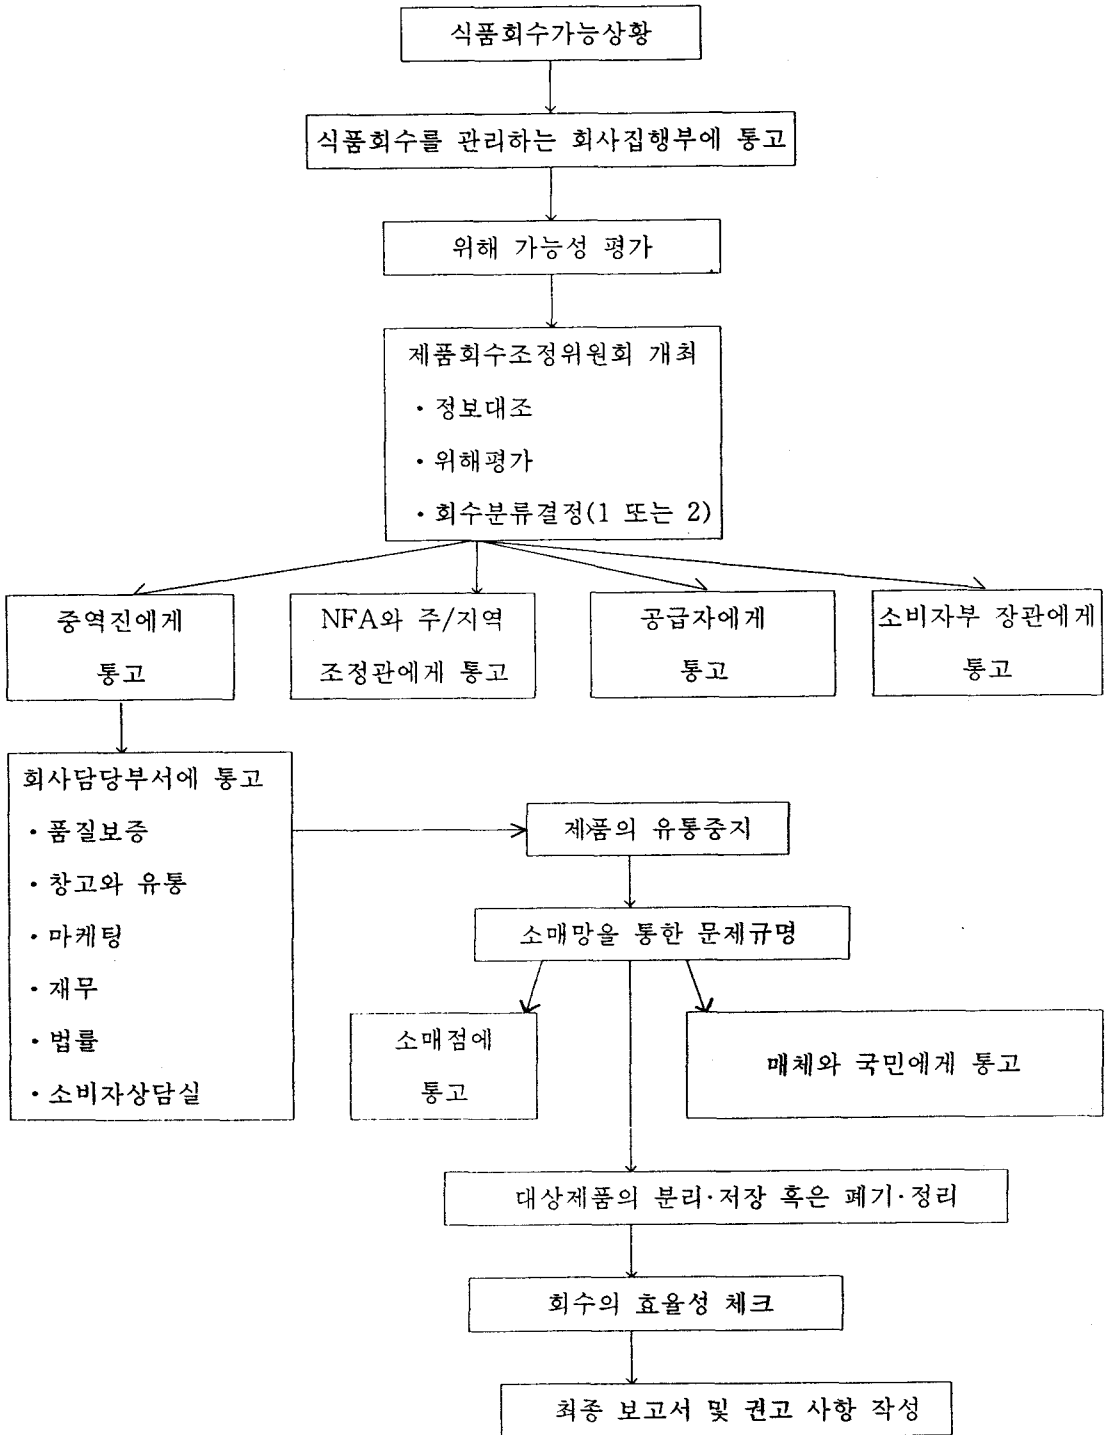 식품회수가능상황
식품회수를 관리하는 회사집행부에 통고
위해 가능성 평가
제품회수조정위원회 개최
· 정보대조
· 위해평가
· 회수분류결정(1 또는 2)
중역진에게
통고
NFA와 주/지역
조정관에게 통고
공급자에게
통고
소비자부 장관에게
통고
회사담당부서에 통고
· 품질보증
· 창고와 유통
· 마케팅
· 재무
· 법률
· 소비자상담실
제품의 유통중지
소매망을 통한 문제규명
소매점에
통고
매체와 국민에게 통고
대상제품의 분리·저장 혹은 폐기·정리
회수의 효율성 체크
최종 보고서 및 권고 사항 작성